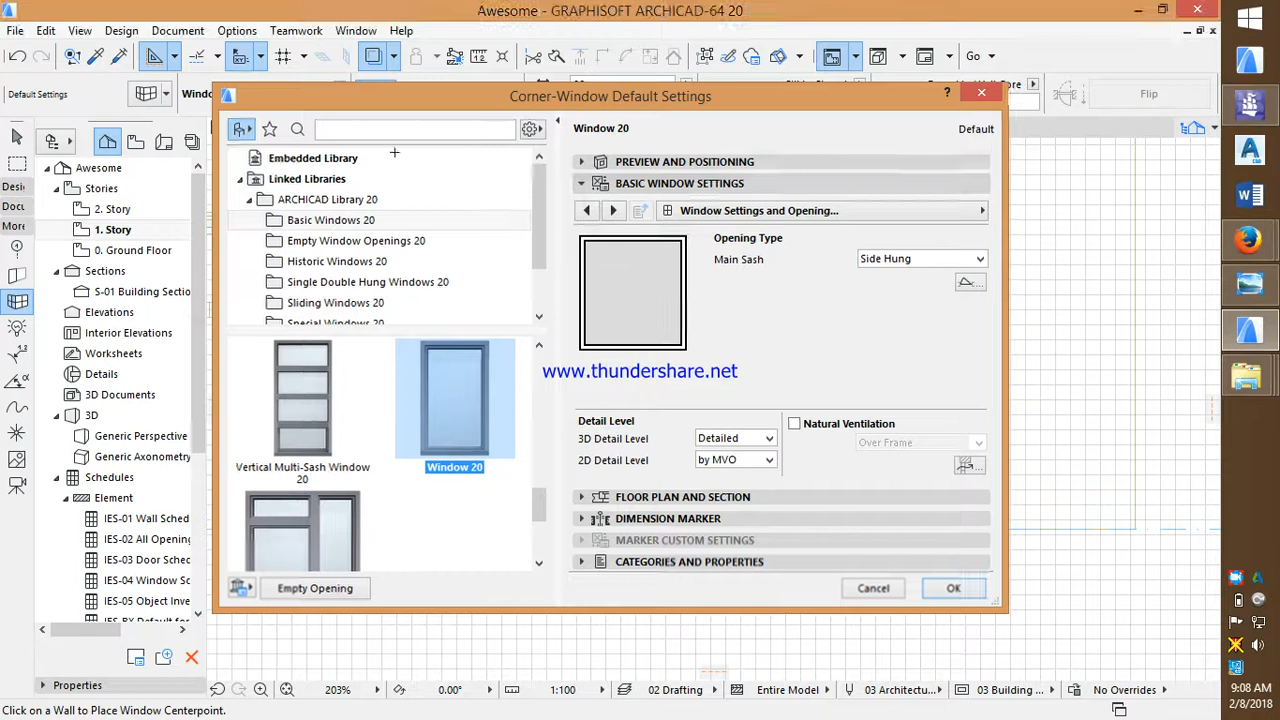 Awesome - GRAPHISOFT ARCHICAD-64 20
File Edit View Design Document Options Teamwork Window Help
Go
Default Settings
Flip
Corner-Window Default Settings
?
Window 20
Default
Embedded Library
Linked Libraries
ARCHICAD Library 20
Basic Windows 20
Empty Window Openings 20
Historic Windows 20
Single Double Hung Windows 20
Sliding Windows 20
Special Windows 20
Vertical Multi-Sash Window 20
Window 20
Empty Opening
PREVIEW AND POSITIONING
BASIC WINDOW SETTINGS
Window Settings and Opening...
Opening Type
Main Sash
Side Hung
www.thundershare.net
Detail Level
3D Detail Level
Detailed
2D Detail Level
by MVO
Natural Ventilation
Over Frame
FLOOR PLAN AND SECTION
DIMENSION MARKER
MARKER CUSTOM SETTINGS
CATEGORIES AND PROPERTIES
Cancel
OK
Desi
Docu
More
Awesome
Stories
2. Story
1. Story
0. Ground Floor
Sections
S-01 Building Sectio
Elevations
Interior Elevations
Worksheets
Details
3D Documents
3D
Generic Perspective
Generic Axonometry
Schedules
Element
IES-01 Wall Sched
IES-02 All Opening
IES-03 Door Sched
IES-04 Window Sc
IES-05 Object Inve
Properties
203%
0.00°
1:100
02 Drafting
Entire Model
03 Architectu...
03 Building ...
No Overrides
Click on a Wall to Place Window Centerpoint.
9:08 AM
2/8/2018